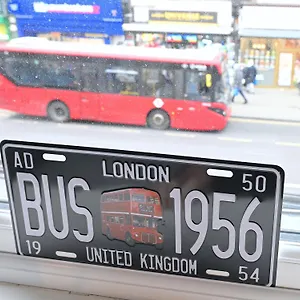 AD LONDON 50
BUS 1956
19 UNITED KINGDOM 54